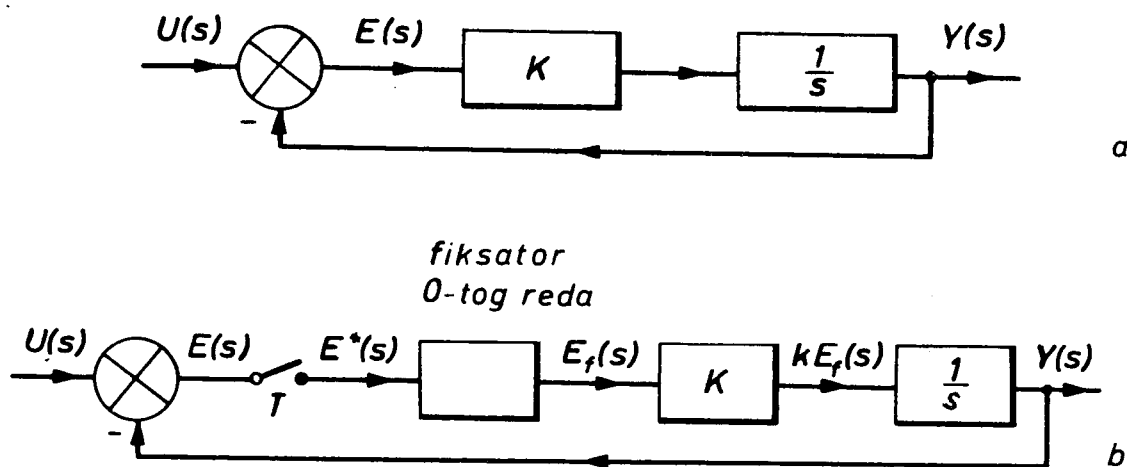 U(s) E(s) K 1/s Y(s)
-
a
fiksator
0-tog reda
U(s) E(s) T E*(s) E_f(s) K kE_f(s) 1/s Y(s)
-
b